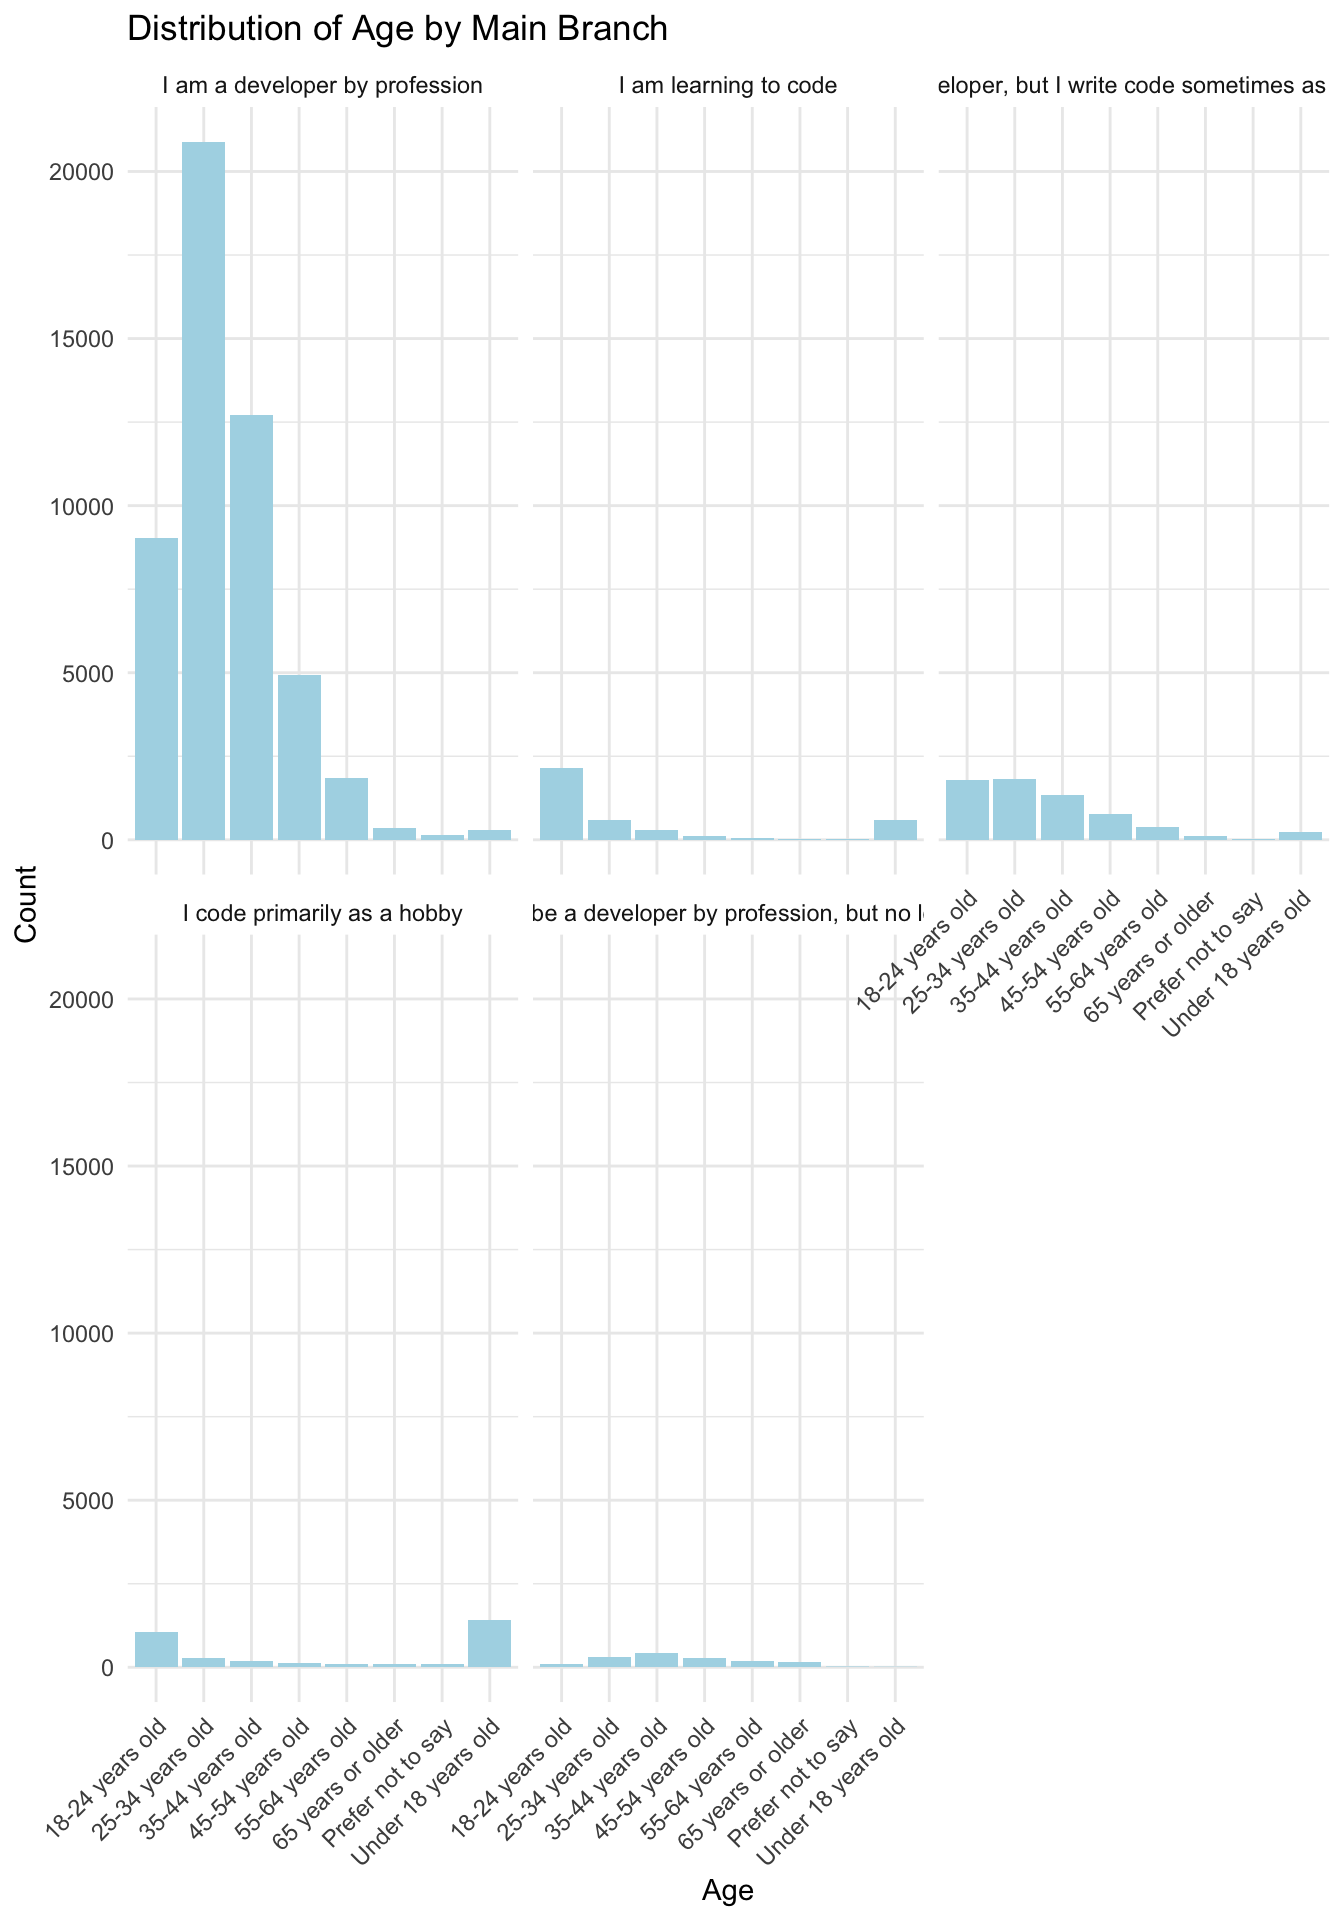 Distribution of Age by Main Branch
I am a developer by profession
I am learning to code
eloper, but I write code sometimes as
20000
15000
10000
5000
0
Count
18-24 years old
25-34 years old
35-44 years old
45-54 years old
55-64 years old
65 years or older
Prefer not to say
Under 18 years old
I code primarily as a hobby
be a developer by profession, but no l
20000
15000
10000
5000
0
18-24 years old
25-34 years old
35-44 years old
45-54 years old
55-64 years old
65 years or older
Prefer not to say
Under 18 years old
18-24 years old
25-34 years old
35-44 years old
45-54 years old
55-64 years old
65 years or older
Prefer not to say
Under 18 years old
Age